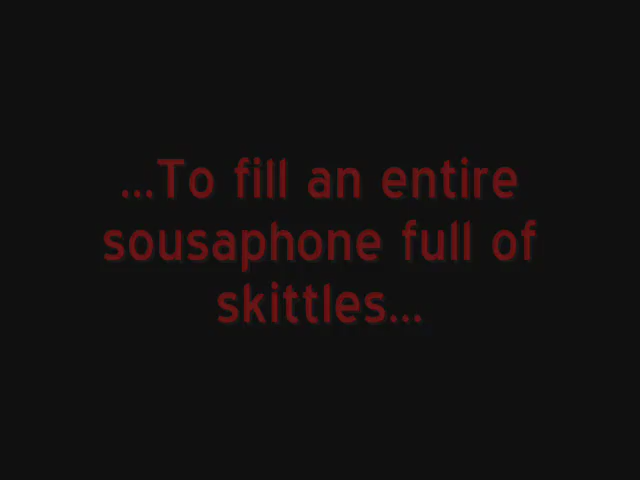 ...To fill an entire
sousaphone full of
skittles...